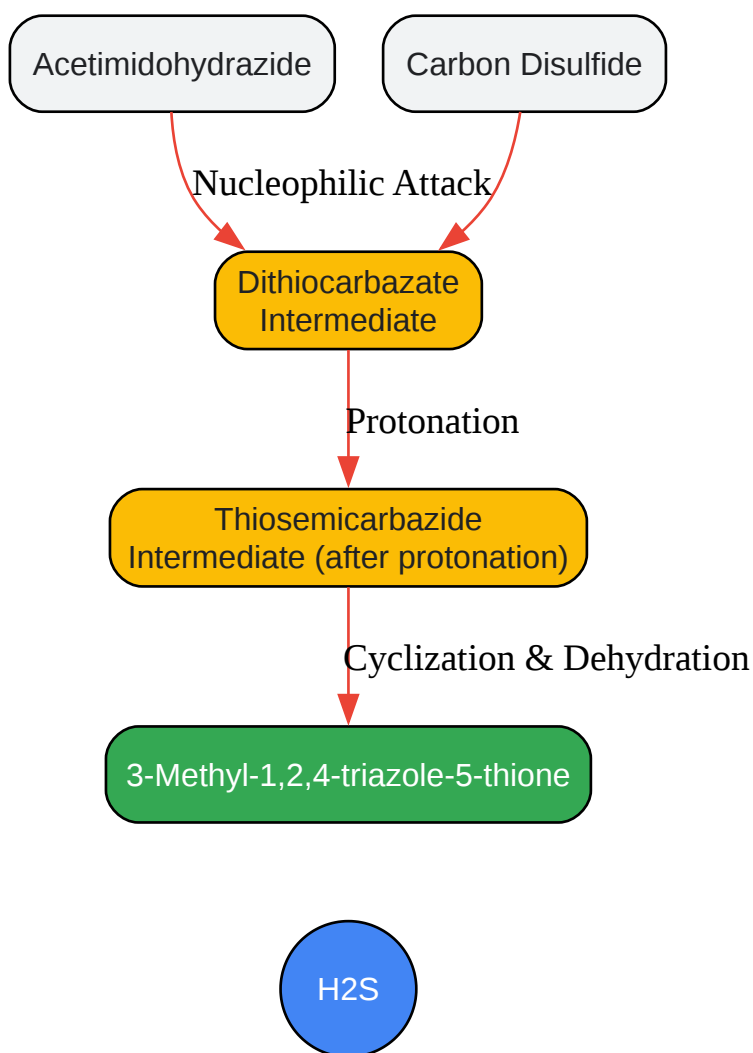 Acetimidohydrazide
Carbon Disulfide
Nucleophilic Attack
Dithiocarbazate
Intermediate
Protonation
Thiosemicarbazide
Intermediate (after protonation)
Cyclization & Dehydration
3-Methyl-1,2,4-triazole-5-thione
H2S